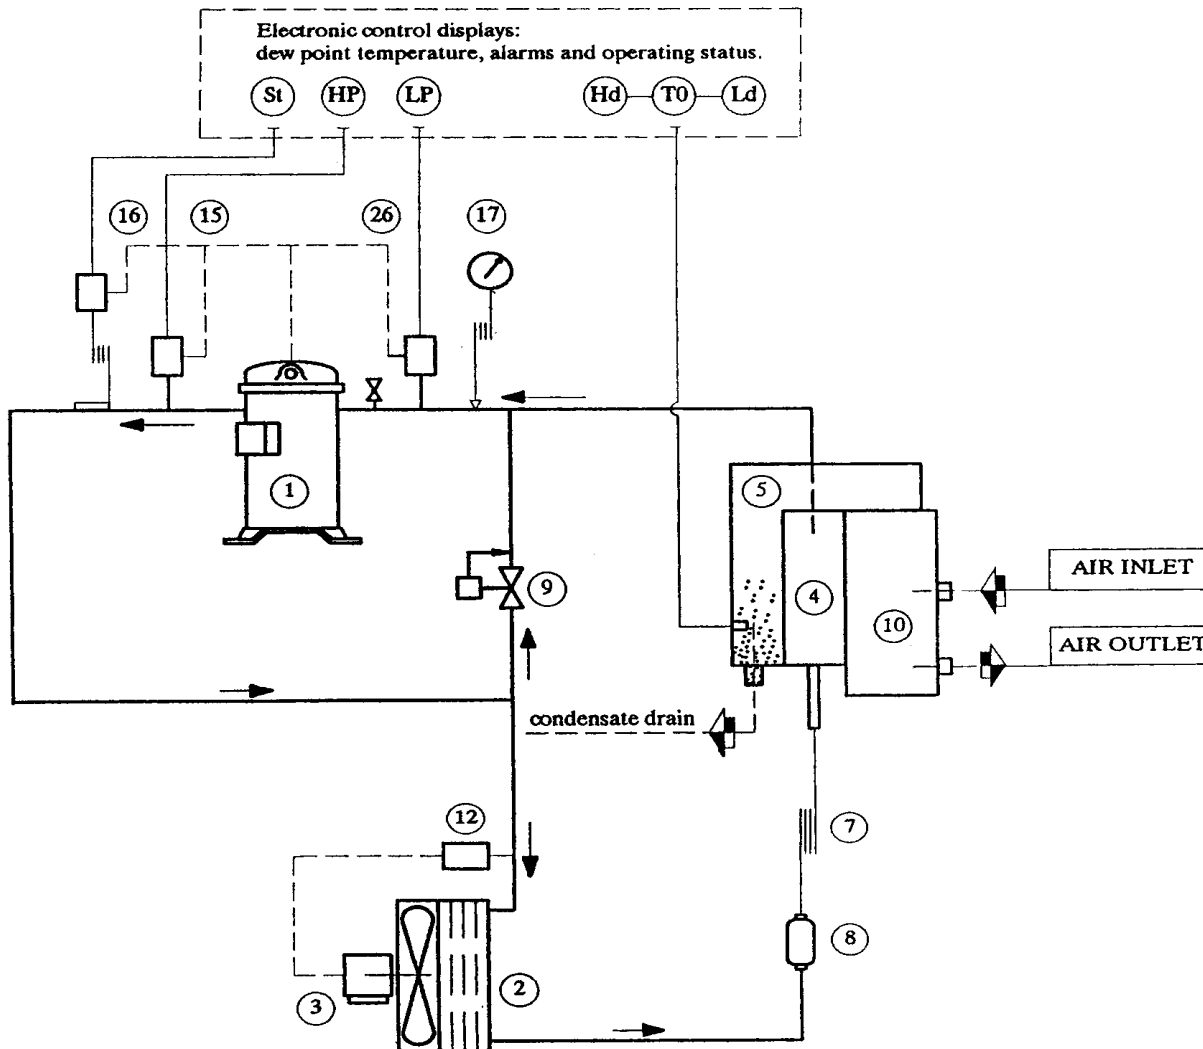 Electronic control displays:
dew point temperature, alarms and operating status.
St HP LP Hd T0 Ld
16 15 26 17
1
5
9
4
10
AIR INLET
AIR OUTLET
condensate drain
12
7
8
3
2